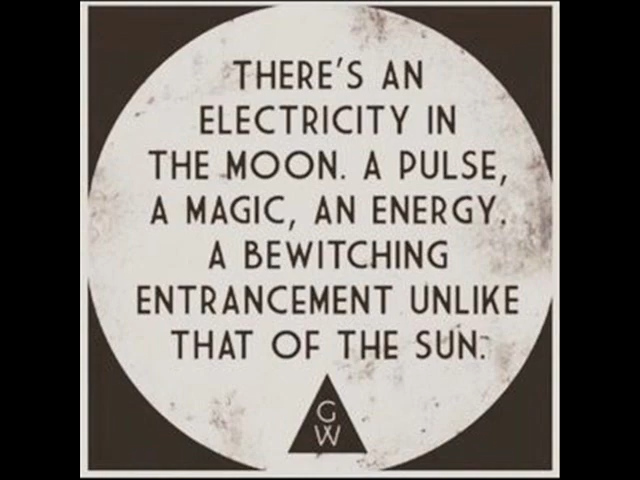 THERE'S AN
ELECTRICITY IN
THE MOON. A PULSE,
A MAGIC, AN ENERGY.
A BEWITCHING
ENTRANCEMENT UNLIKE
THAT OF THE SUN.
G
W